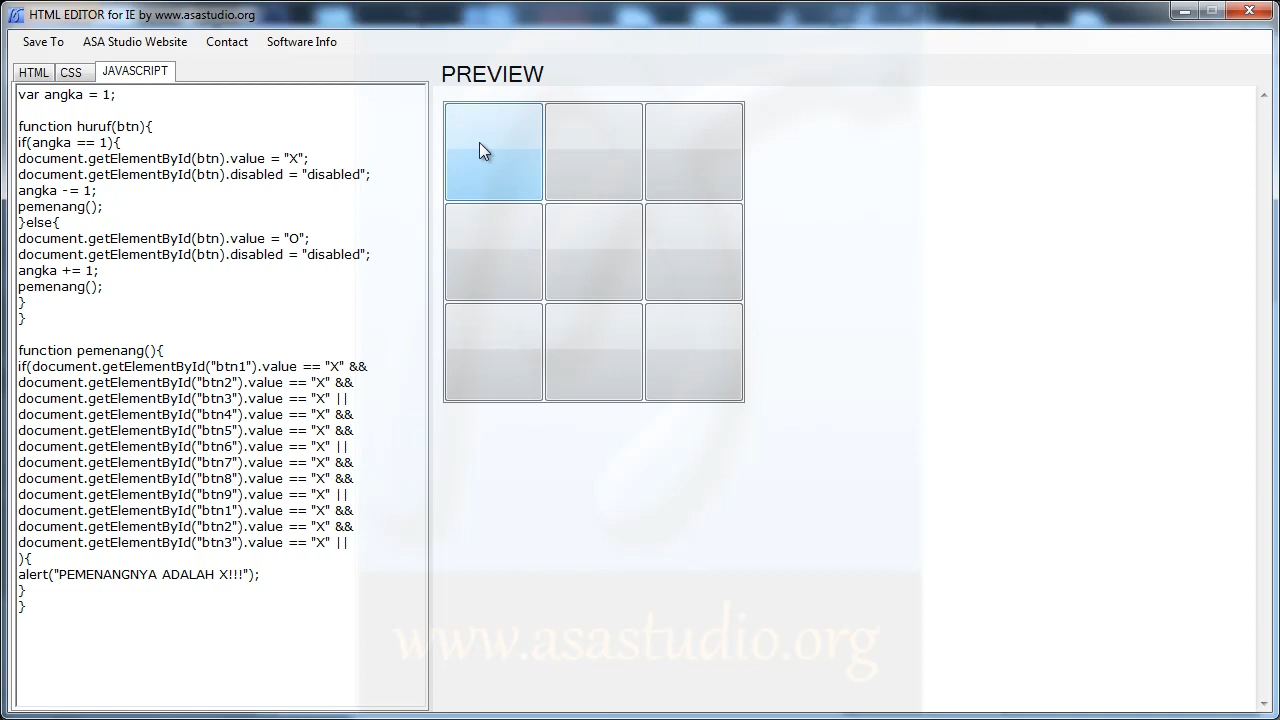 HTML EDITOR for IE by www.asastudio.org
Save To ASA Studio Website Contact Software Info
HTML CSS JAVASCRIPT
PREVIEW
var angka = 1;
function huruf(btn){
if(angka == 1){
document.getElementById(btn).value = "X";
document.getElementById(btn).disabled = "disabled";
angka -= 1;
pemenang();
}else{
document.getElementById(btn).value = "O";
document.getElementById(btn).disabled = "disabled";
angka += 1;
pemenang();
}
}
function pemenang(){
if(document.getElementById("btn1").value == "X" &&
document.getElementById("btn2").value == "X" &&
document.getElementById("btn3").value == "X" ||
document.getElementById("btn4").value == "X" &&
document.getElementById("btn5").value == "X" &&
document.getElementById("btn6").value == "X" ||
document.getElementById("btn7").value == "X" &&
document.getElementById("btn8").value == "X" &&
document.getElementById("btn9").value == "X" ||
document.getElementById("btn1").value == "X" &&
document.getElementById("btn2").value == "X" &&
document.getElementById("btn3").value == "X" ||
){
alert("PEMENANGNYA ADALAH X!!!");
}
}
www.asastudio.org